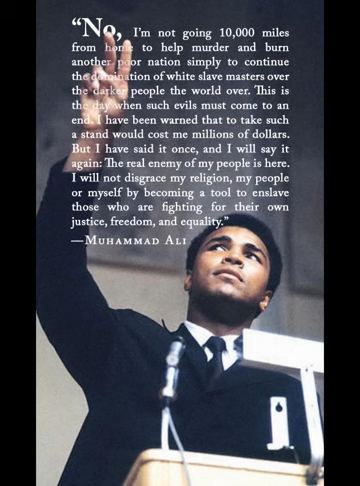 “No, I’m not going 10,000 miles
from home to help murder and burn
another poor nation simply to continue
the domination of white slave masters over
the darker people the world over. This is
the day when such evils must come to an
end. I have been warned that to take such
a stand would cost me millions of dollars.
But I have said it once, and I will say it
again: The real enemy of my people is here.
I will not disgrace my religion, my people
or myself by becoming a tool to enslave
those who are fighting for their own
justice, freedom, and equality.”
—Muhammad Ali